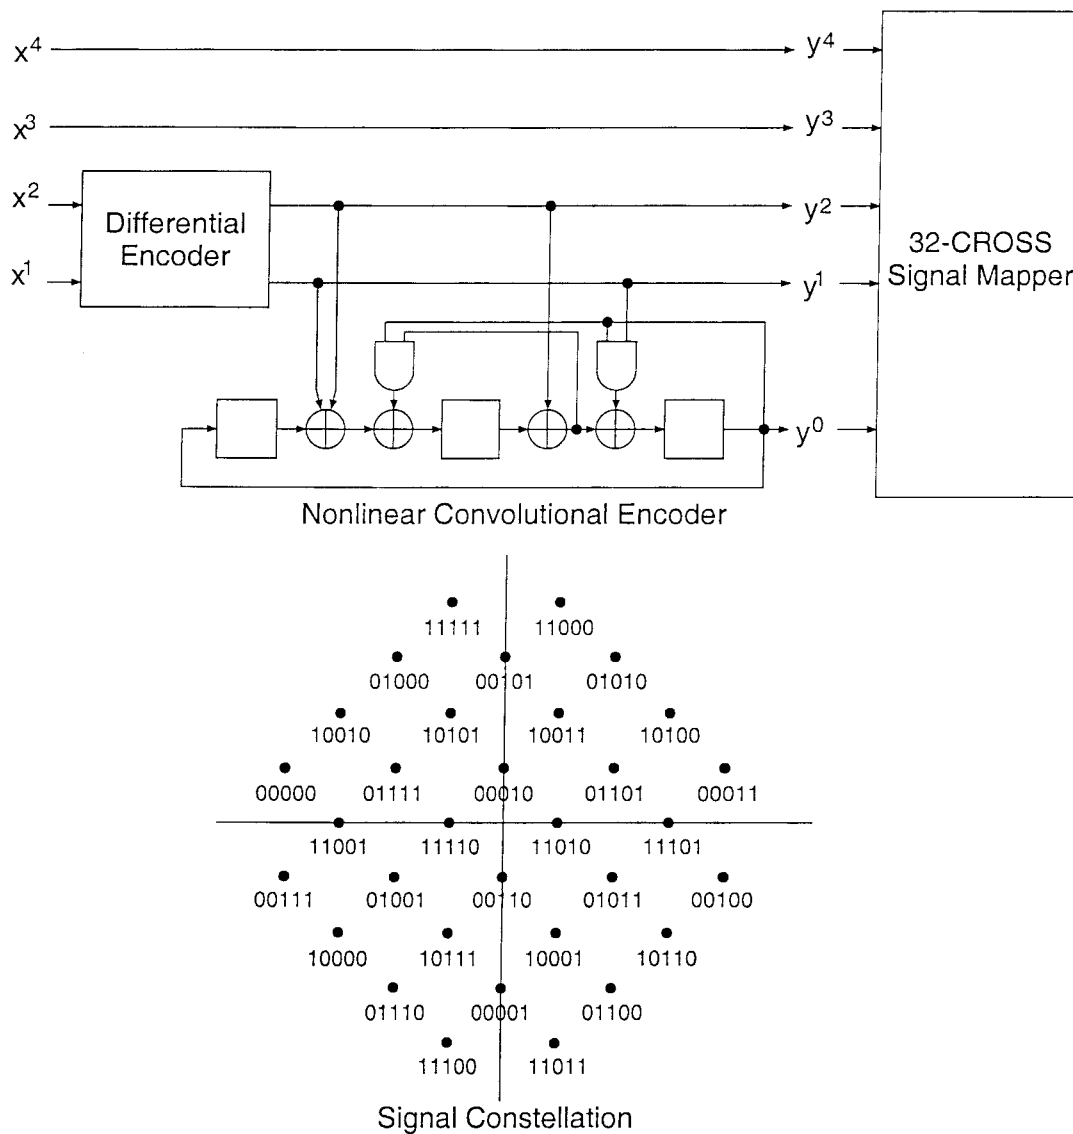 x⁴ y⁴
x³ y³
x² Differential Encoder y²
32-CROSS
Signal Mapper
x¹ y¹
y⁰
Nonlinear Convolutional Encoder
11111 11000
01000 00101 01010
10010 10101 10011 10100
00000 01111 00010 01101 00011
11001 11110 11010 11101
00111 01001 00110 01011 00100
10000 10111 10001 10110
01110 00001 01100
11100 11011
Signal Constellation